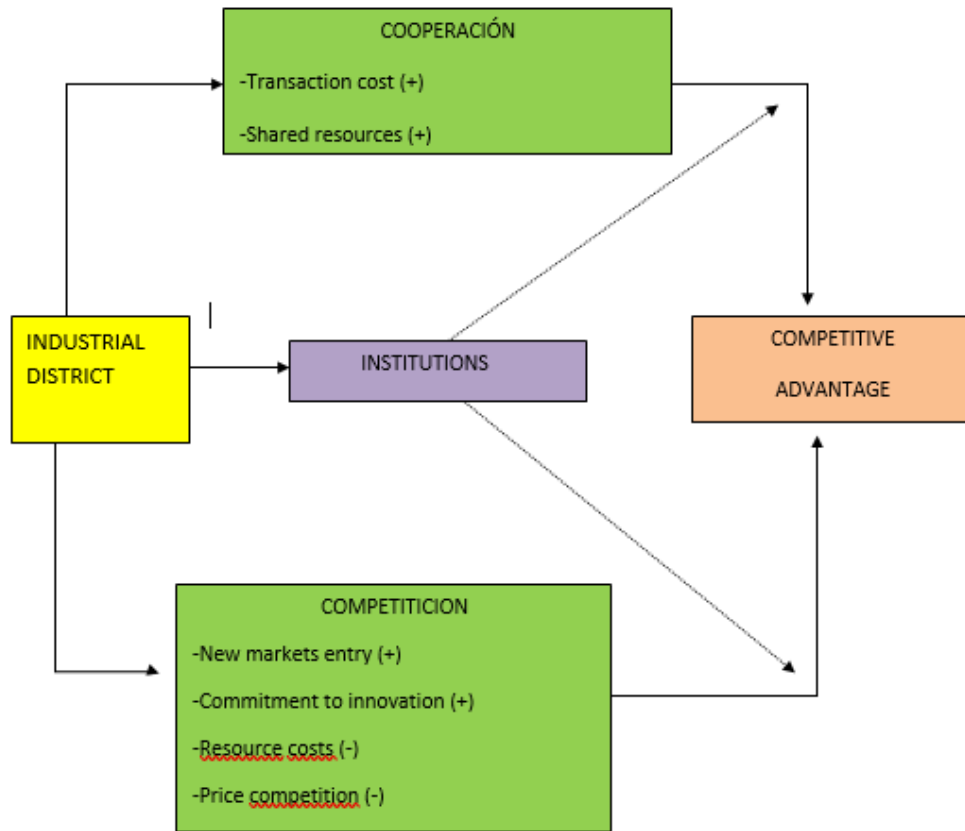 COOPERACIÓN
-Transaction cost (+)
-Shared resources (+)
INDUSTRIAL
DISTRICT
INSTITUTIONS
COMPETITIVE
ADVANTAGE
COMPETITICION
-New markets entry (+)
-Commitment to innovation (+)
-Resource costs (-)
-Price competition (-)